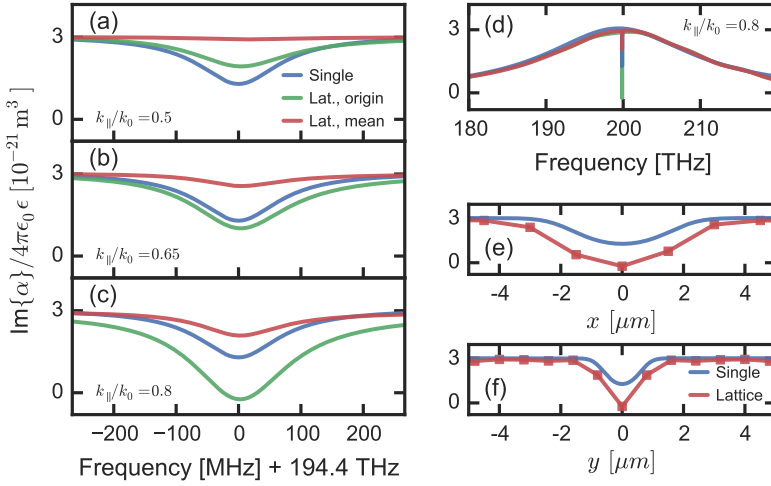 (a)
3
0
Single
Lat., origin
Lat., mean
k∥/k0 =0.5
(b)
3
0
k∥/k0 =0.65
(c)
3
0
k∥/k0 =0.8
−200 −100 0 100 200
Frequency [MHz] + 194.4 THz
Im{α}/4πϵ0 ϵ [10−21 m3]
(d)
3
0
k∥/k0 =0.8
180 190 200 210
Frequency [THz]
(e)
3
0
-4 -2 0 2 4
x [μm]
(f)
3
0
Single
Lattice
-4 -2 0 2 4
y [μm]